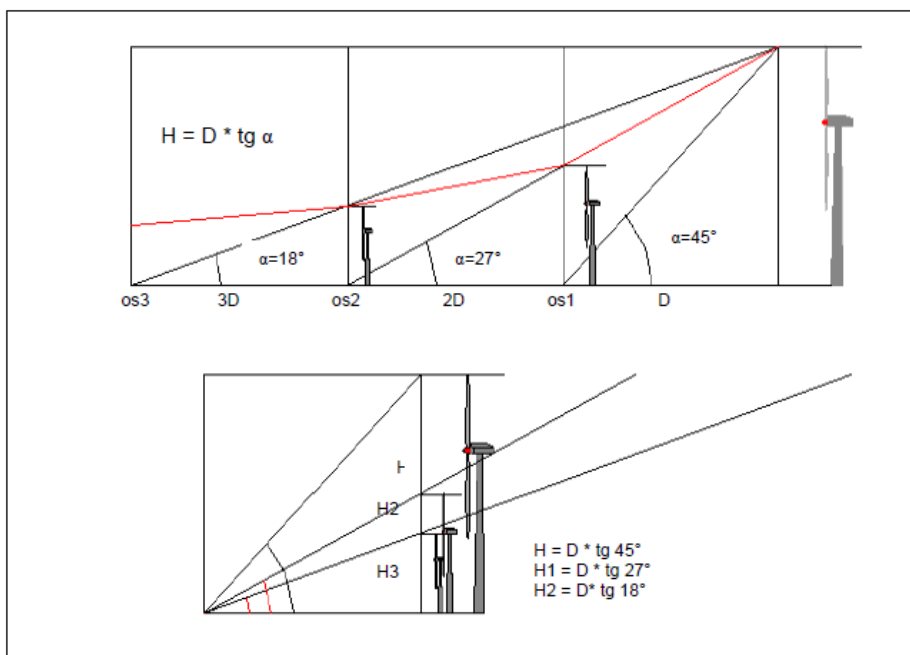 H = D * tg α
α=18°
α=27°
α=45°
os3
3D
os2
2D
os1
D
H
H2
H3
H = D * tg 45°
H1 = D * tg 27°
H2 = D* tg 18°